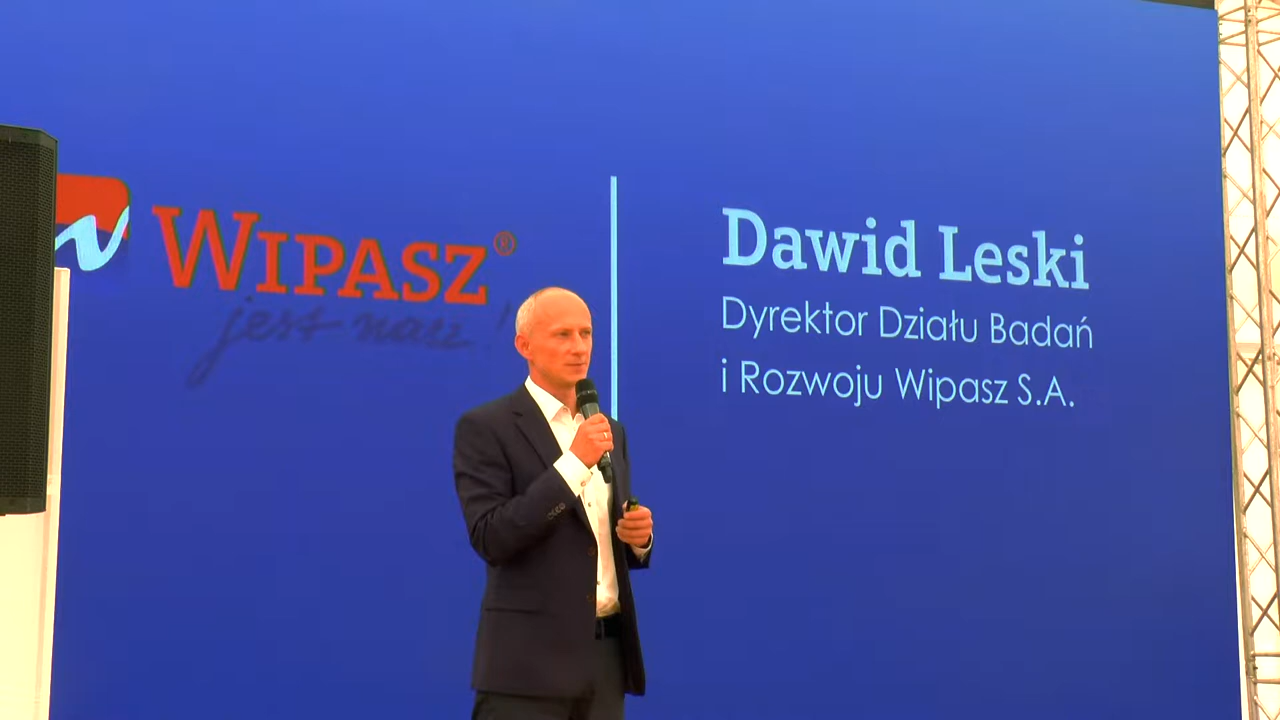 WIPASZ®
jest nasz!
Dawid Leski
Dyrektor Działu Badań
i Rozwoju Wipasz S.A.